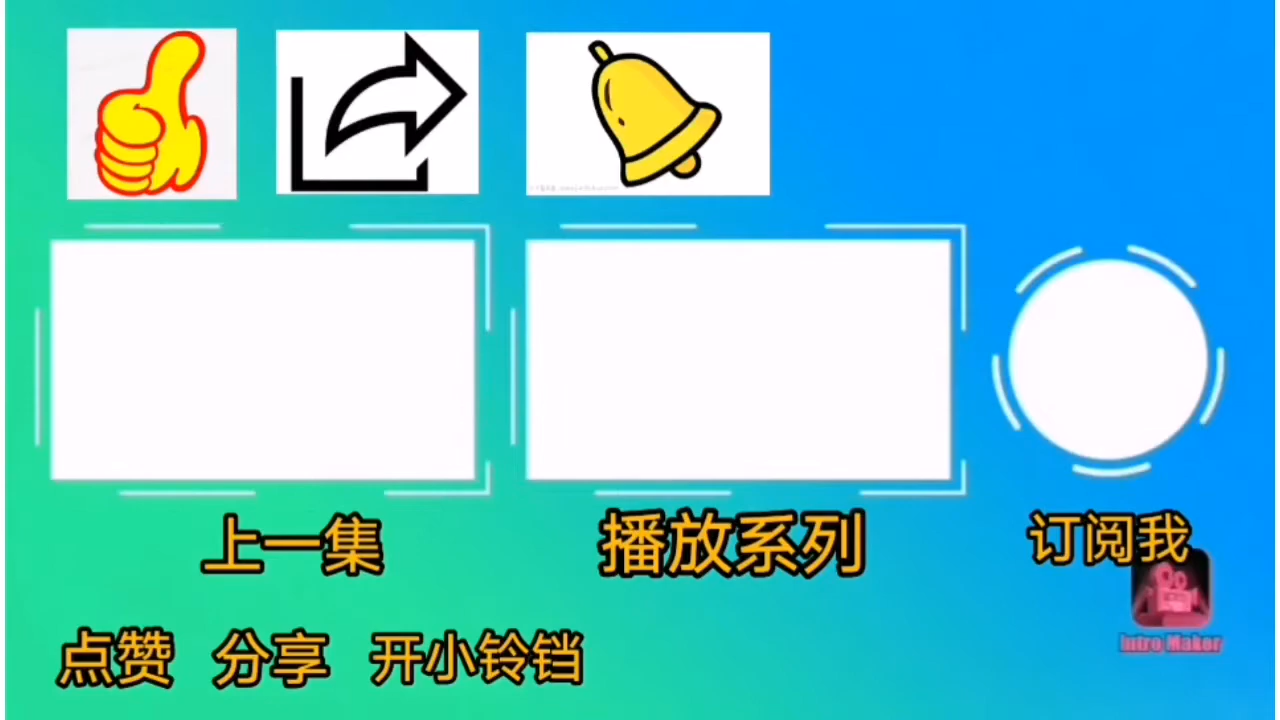 上一集
播放系列
订阅我
Intro Maker
点赞 分享 开小铃铛